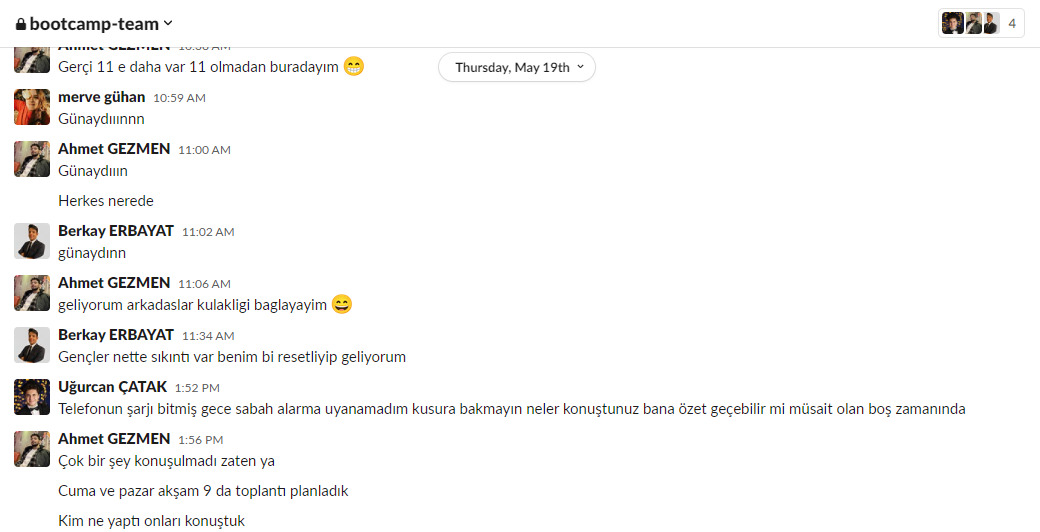 bootcamp-team
4
Ahmet GEZMEN
Thursday, May 19th
Gerçi 11 e daha var 11 olmadan buradayım 😁
merve gühan 10:59 AM
Günaydıınnn
Ahmet GEZMEN 11:00 AM
Günaydıın
Herkes nerede
Berkay ERBAYAT 11:02 AM
günaydınn
Ahmet GEZMEN 11:06 AM
geliyorum arkadaslar kulakligi baglayayim 😄
Berkay ERBAYAT 11:34 AM
Gençler nette sıkıntı var benim bi resetliyip geliyorum
Uğurcan ÇATAK 1:52 PM
Telefonun şarjı bitmiş gece sabah alarma uyanamadım kusura bakmayın neler konuştunuz bana özet geçebilir mi müsait olan boş zamanında
Ahmet GEZMEN 1:56 PM
Çok bir şey konuşulmadı zaten ya
Cuma ve pazar akşam 9 da toplantı planladık
Kim ne yaptı onları konuştuk